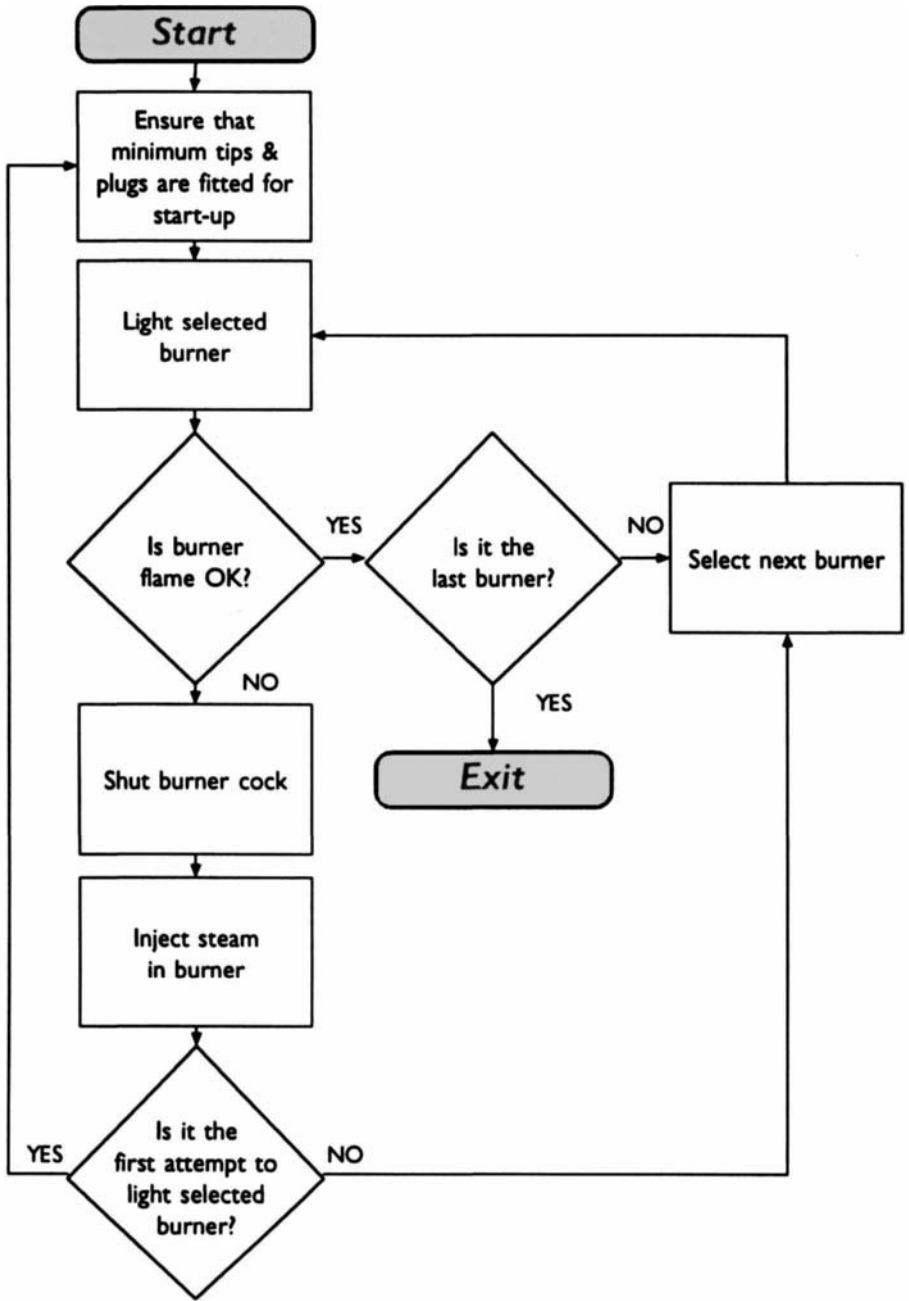 Start
Ensure that
minimum tips &
plugs are fitted for
start-up
Light selected
burner
Is burner
flame OK?
YES
Is it the
last burner?
NO
Select next burner
NO
YES
Shut burner cock
Exit
Inject steam
in burner
Is it the
first attempt to
light selected
burner?
YES
NO